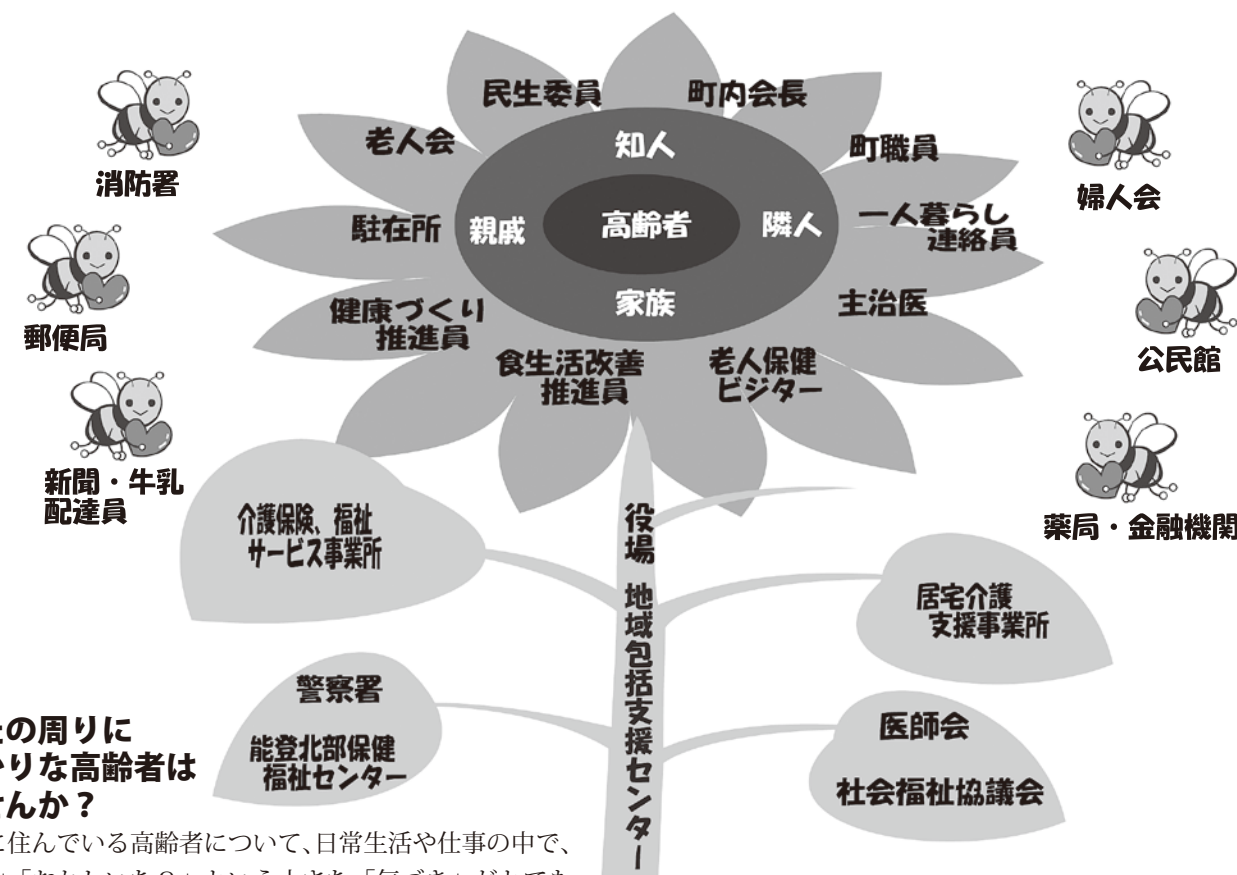 民生委員
町内会長
老人会
知人
町職員
消防署
婦人会
駐在所
親戚
高齢者
隣人
一人暮らし
連絡員
郵便局
健康づくり
推進員
家族
主治医
公民館
食生活改善
推進員
老人保健
ビジター
新聞・牛乳
配達員
薬局・金融機関
介護保険、福祉
サービス事業所
役場 地域包括支援センター
居宅介護
支援事業所
警察署
能登北部保健
福祉センター
医師会
社会福祉協議会
の周りに
りな高齢者は
せんか？
に住んでいる高齢者について、日常生活や仕事の中で、